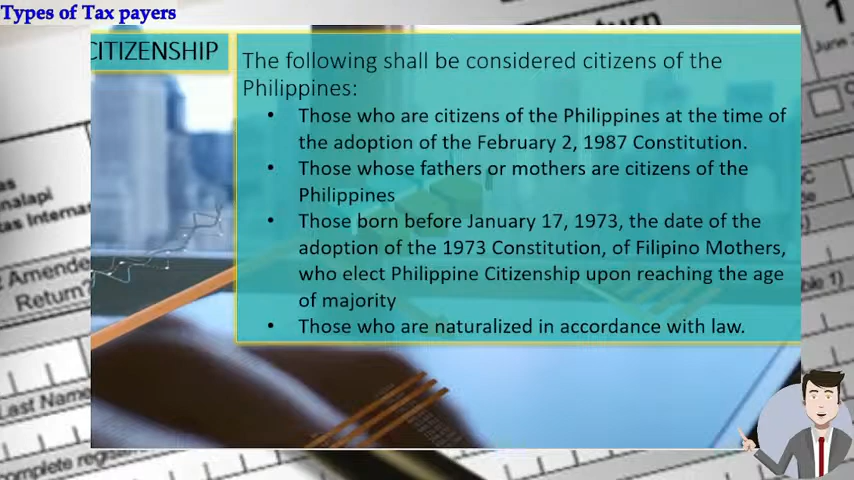 Types of Tax payers
CITIZENSHIP
The following shall be considered citizens of the
Philippines:
• Those who are citizens of the Philippines at the time of
the adoption of the February 2, 1987 Constitution.
• Those whose fathers or mothers are citizens of the
Philippines
• Those born before January 17, 1973, the date of the
adoption of the 1973 Constitution, of Filipino Mothers,
who elect Philippine Citizenship upon reaching the age
of majority
• Those who are naturalized in accordance with law.
Amended
Return?
Last Name
turn
1
June